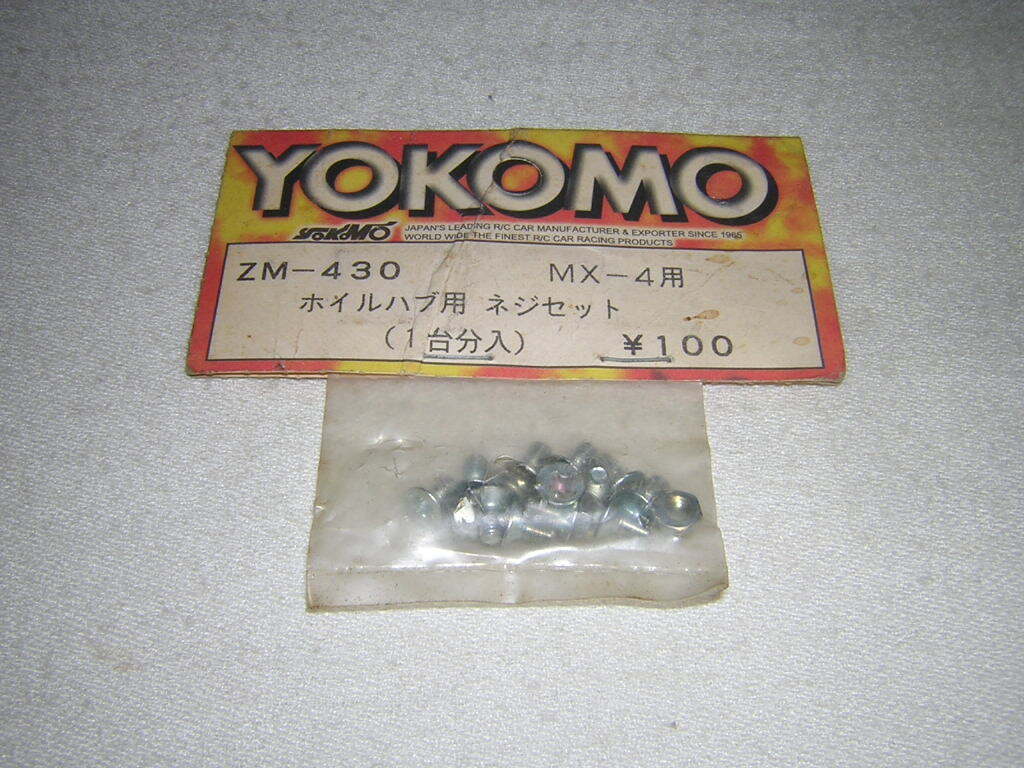 YOKOMO
YOKOMO JAPAN'S LEADING R/C CAR MANUFACTURER & EXPORTER SINCE 1965
WORLD WIDE THE FINEST R/C CAR RACING PRODUCTS
ZM-430 MX-4用
ホイルハブ用 ネジセット
(1台分入) ¥100